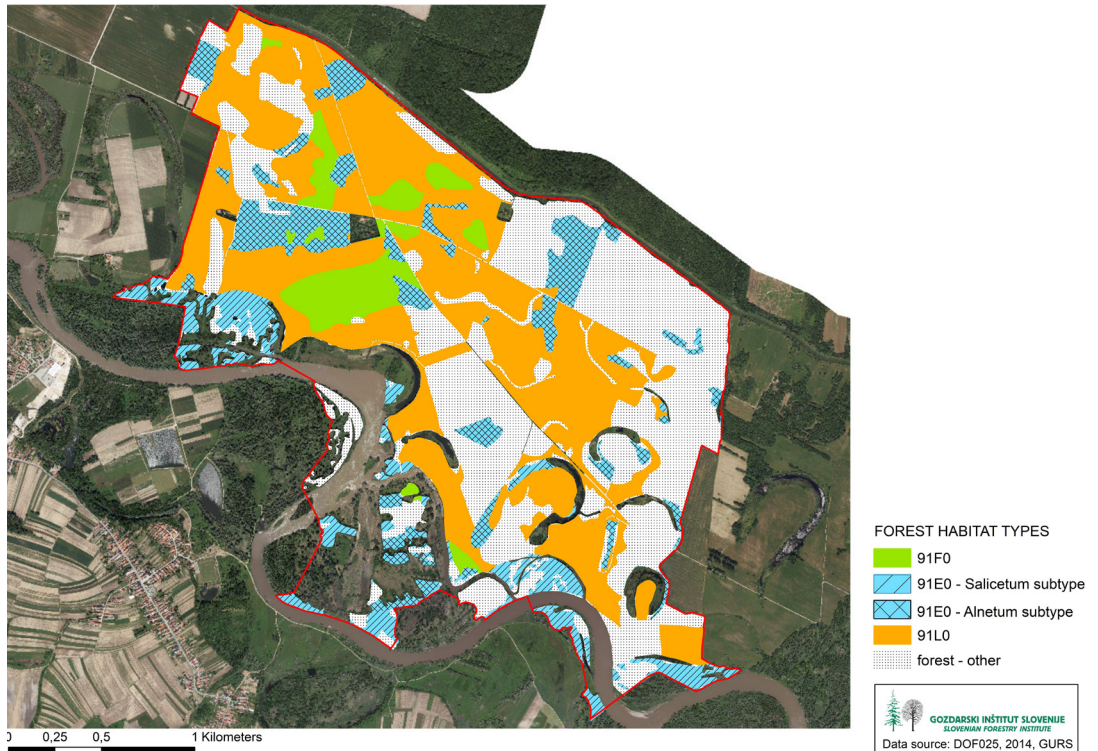 FOREST HABITAT TYPES
91F0
91E0 - Salicetum subtype
91E0 - Alnetum subtype
91L0
forest - other
GOZDARSKI INŠTITUT SLOVENIJE
SLOVENIAN FORESTRY INSTITUTE
Data source: DOF025, 2014, GURS
0 0,25 0,5 1 Kilometers